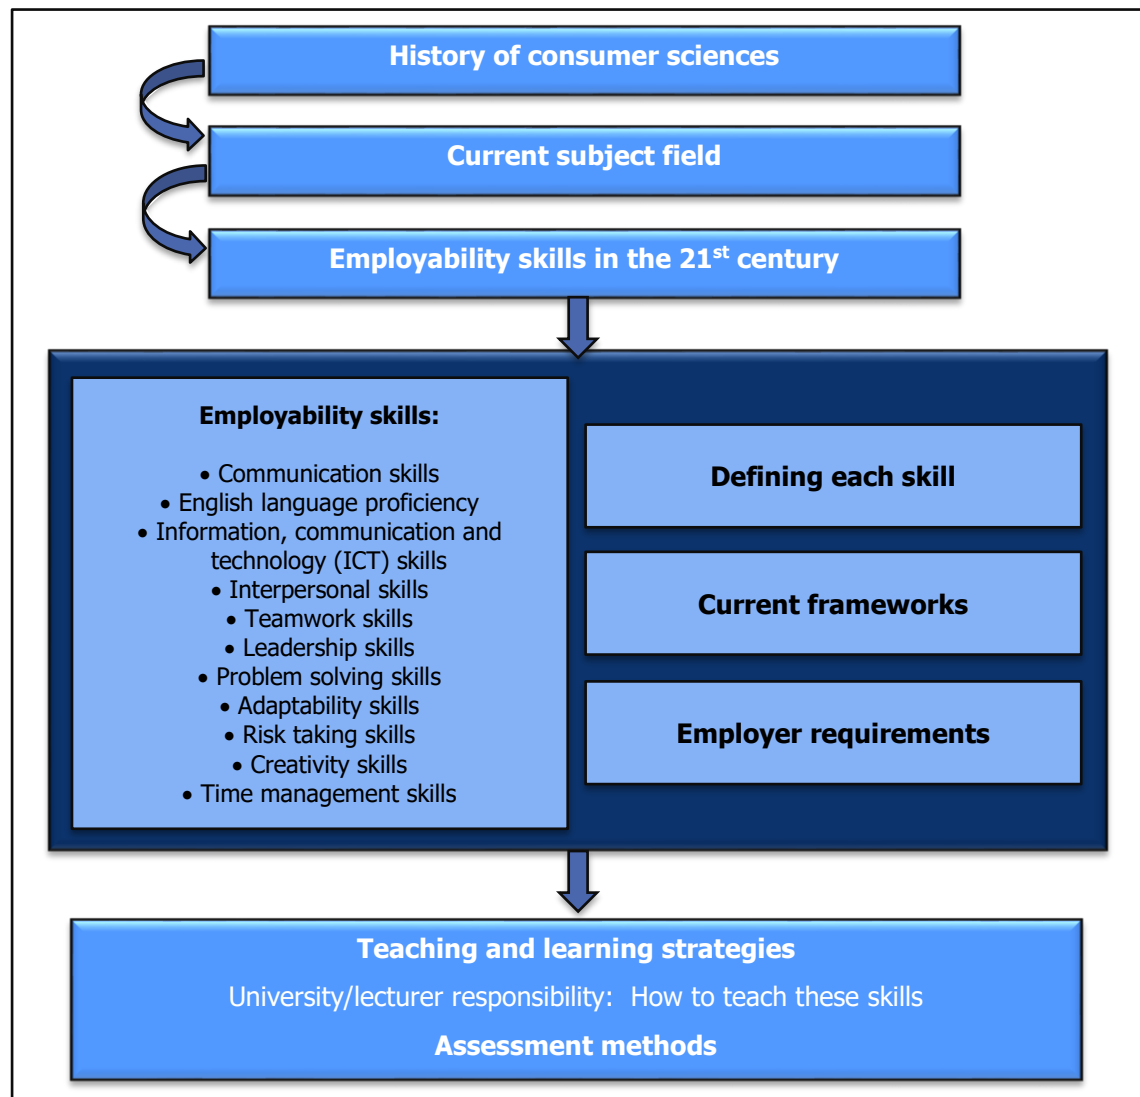 History of consumer sciences
Current subject field
Employability skills in the 21st century
Employability skills:
• Communication skills
• English language proficiency
• Information, communication and
technology (ICT) skills
• Interpersonal skills
• Teamwork skills
• Leadership skills
• Problem solving skills
• Adaptability skills
• Risk taking skills
• Creativity skills
• Time management skills
Defining each skill
Current frameworks
Employer requirements
Teaching and learning strategies
University/lecturer responsibility: How to teach these skills
Assessment methods